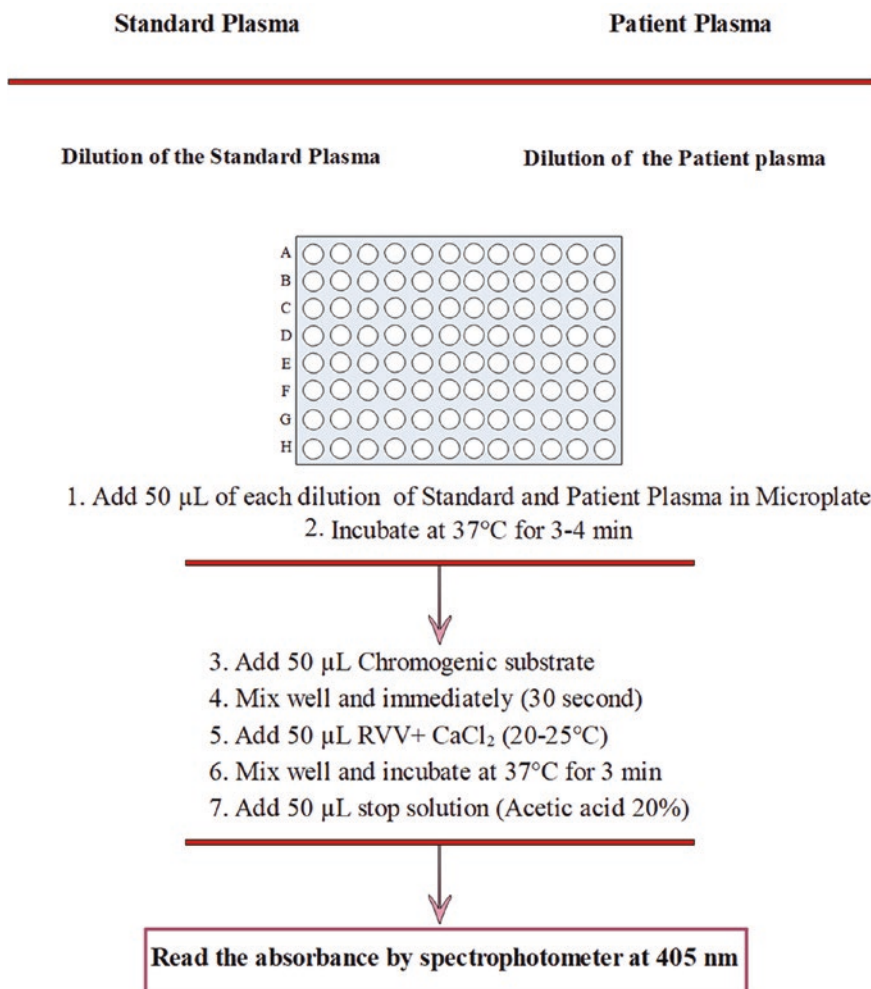 Standard Plasma
Patient Plasma
Dilution of the Standard Plasma
Dilution of the Patient plasma
A
B
C
D
E
F
G
H
1. Add 50 µL of each dilution of Standard and Patient Plasma in Microplate
2. Incubate at 37°C for 3-4 min
3. Add 50 µL Chromogenic substrate
4. Mix well and immediately (30 second)
5. Add 50 µL RVV+ CaCl₂ (20-25°C)
6. Mix well and incubate at 37°C for 3 min
7. Add 50 µL stop solution (Acetic acid 20%)
Read the absorbance by spectrophotometer at 405 nm